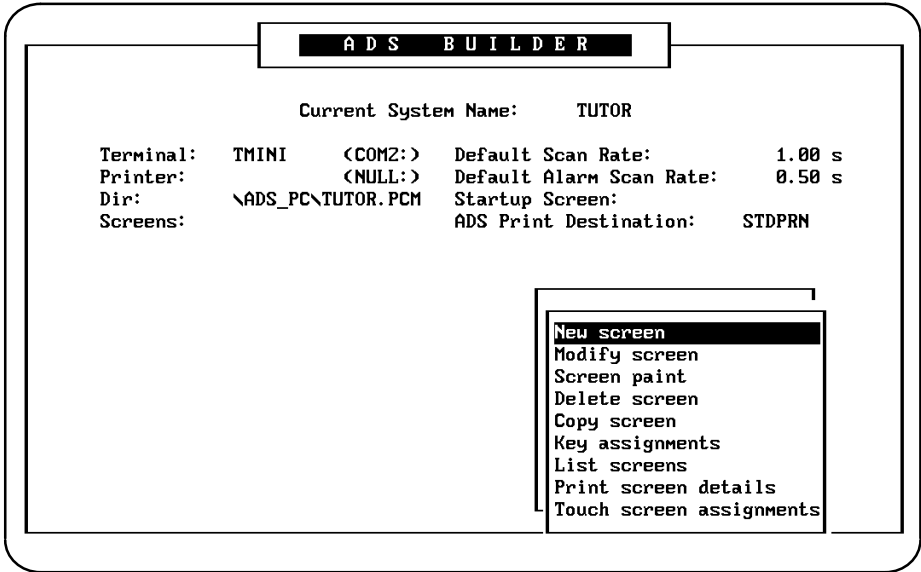 ADS BUILDER
Current System Name: TUTOR
Terminal: TMINI (COM2:) Default Scan Rate: 1.00 s
Printer: (NULL:) Default Alarm Scan Rate: 0.50 s
Dir: \ADS_PC\TUTOR.PCM Startup Screen:
Screens: ADS Print Destination: STDPRN
New screen
Modify screen
Screen paint
Delete screen
Copy screen
Key assignments
List screens
Print screen details
Touch screen assignments